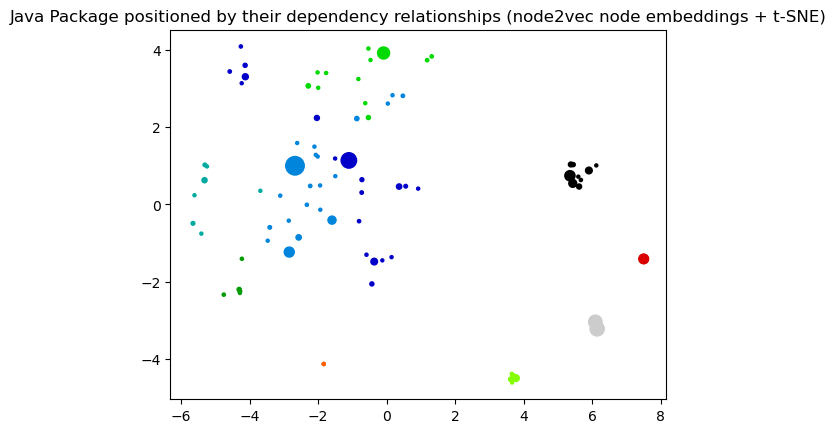 Java Package positioned by their dependency relationships (node2vec node embeddings + t-SNE)
4
2
0
−2
−4
−6 −4 −2 0 2 4 6 8